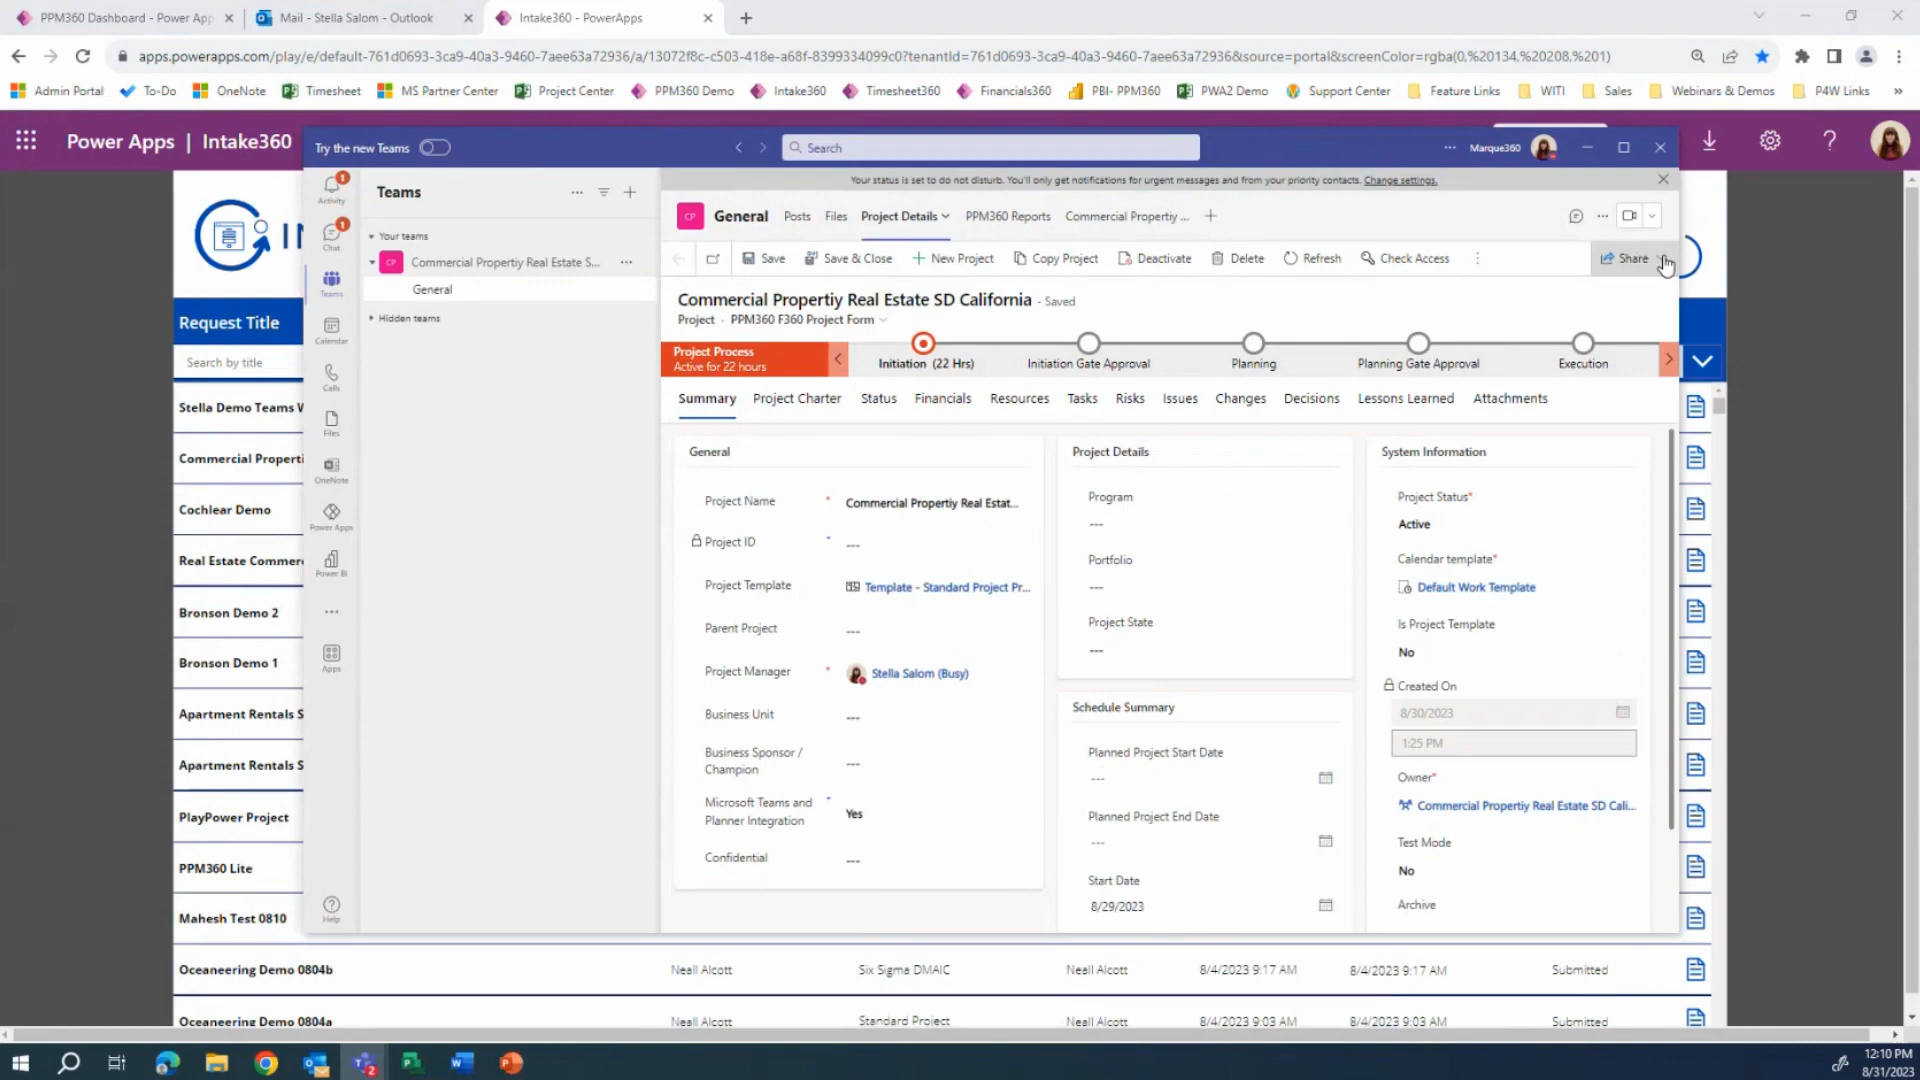 PPM360 Dashboard - Power App
Mail - Stella Salom - Outlook
Intake360 - PowerApps
apps.powerapps.com/play/e/default-761d0693-3ca9-40a3-9460-7aee63a72936/a/13072f8c-c503-418e-a68f-8399334099c0?tenantId=761d0693-3ca9-40a3-9460-7aee63a72936&source=portal&screenColor=rgba(0,%20134,%20208,%201)
Admin Portal
To-Do
OneNote
Timesheet
MS Partner Center
Project Center
PPM360 Demo
Intake360
Timesheet360
Financials360
PBI- PPM360
PWA2 Demo
Support Center
Feature Links
WITI
Sales
Webinars & Demos
P4W Links
Power Apps | Intake360
Try the new Teams
Search
Marque360
Your status is set to do not disturb. You'll only get notifications for urgent messages and from your priority contacts. Change settings.
Activity
1
Chat
1
Teams
Calendar
Calls
Files
OneNote
Power Apps
Power BI
Apps
Help
Teams
Your teams
CP
Commercial Propertiy Real Estate S...
General
Hidden teams
CP
General
Posts
Files
Project Details
PPM360 Reports
Commercial Propertiy ...
Save
Save & Close
New Project
Copy Project
Deactivate
Delete
Refresh
Check Access
Share
Commercial Propertiy Real Estate SD California - Saved
Project · PPM360 F360 Project Form
Project Process
Active for 22 hours
Initiation (22 Hrs)
Initiation Gate Approval
Planning
Planning Gate Approval
Execution
Summary
Project Charter
Status
Financials
Resources
Tasks
Risks
Issues
Changes
Decisions
Lessons Learned
Attachments
General
Project Name * Commercial Propertiy Real Estat...
Project ID ---
Project Template Template - Standard Project Pr...
Parent Project ---
Project Manager * Stella Salom (Busy)
Business Unit ---
Business Sponsor /
Champion ---
Microsoft Teams and
Planner Integration Yes
Confidential ---
Project Details
Program
---
Portfolio
---
Project State
---
Schedule Summary
Planned Project Start Date
---
Planned Project End Date
---
Start Date
8/29/2023
System Information
Project Status*
Active
Calendar template*
Default Work Template
Is Project Template
No
Created On
8/30/2023
1:25 PM
Owner*
Commercial Propertiy Real Estate SD Cali...
Test Mode
No
Archive
Request Title
Search by title
Stella Demo Teams
Commercial Properti
Cochlear Demo
Real Estate Commer
Bronson Demo 2
Bronson Demo 1
Apartment Rentals S
Apartment Rentals S
PlayPower Project
PPM360 Lite
Mahesh Test 0810
Oceaneering Demo 0804b Neall Alcott Six Sigma DMAIC Neall Alcott 8/4/2023 9:17 AM 8/4/2023 9:17 AM Submitted
Oceaneering Demo 0804a Neall Alcott Standard Project Neall Alcott 8/4/2023 9:03 AM 8/4/2023 9:03 AM Submitted
12:10 PM
8/31/2023